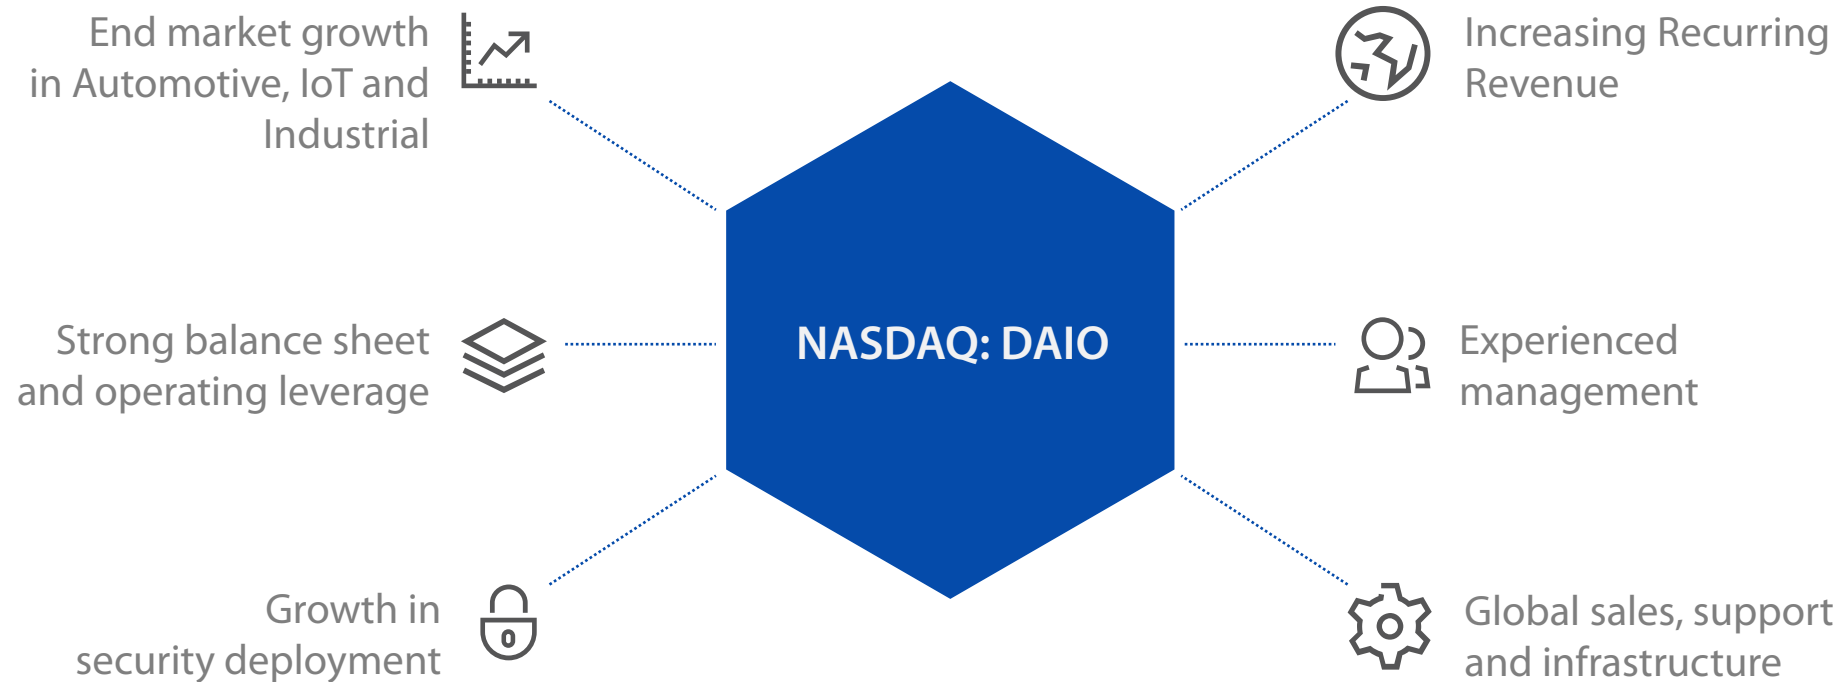 End market growth
in Automotive, IoT and
Industrial
Increasing Recurring
Revenue
Strong balance sheet
and operating leverage
NASDAQ: DAIO
Experienced
management
Growth in
security deployment
Global sales, support
and infrastructure